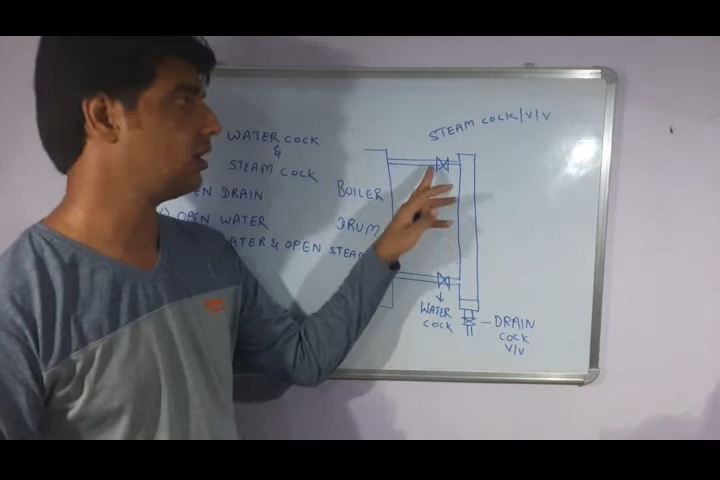 WATER COCK
&
STEAM COCK
EN DRAIN
OPEN WATER
ATER & OPEN STEA
STEAM COCK/V/V
BOILER
DRUM
WATER
COCK
DRAIN
COCK
V/V